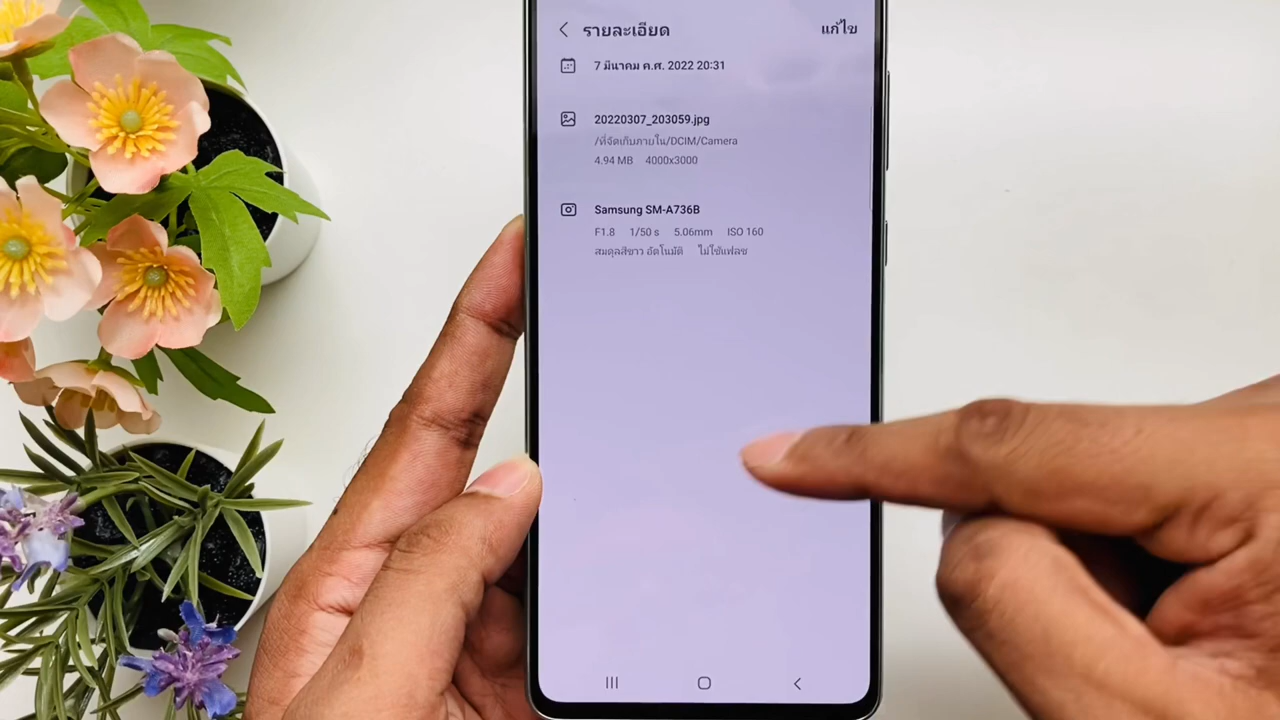 รายละเอียด แก้ไข
7 มีนาคม ค.ศ. 2022 20:31
20220307_203059.jpg
/ที่จัดเก็บภายใน/DCIM/Camera
4.94 MB 4000x3000
Samsung SM-A736B
F1.8 1/50 s 5.06mm ISO 160
สมดุลสีขาว อัตโนมัติ ไม่ใช้แฟลช